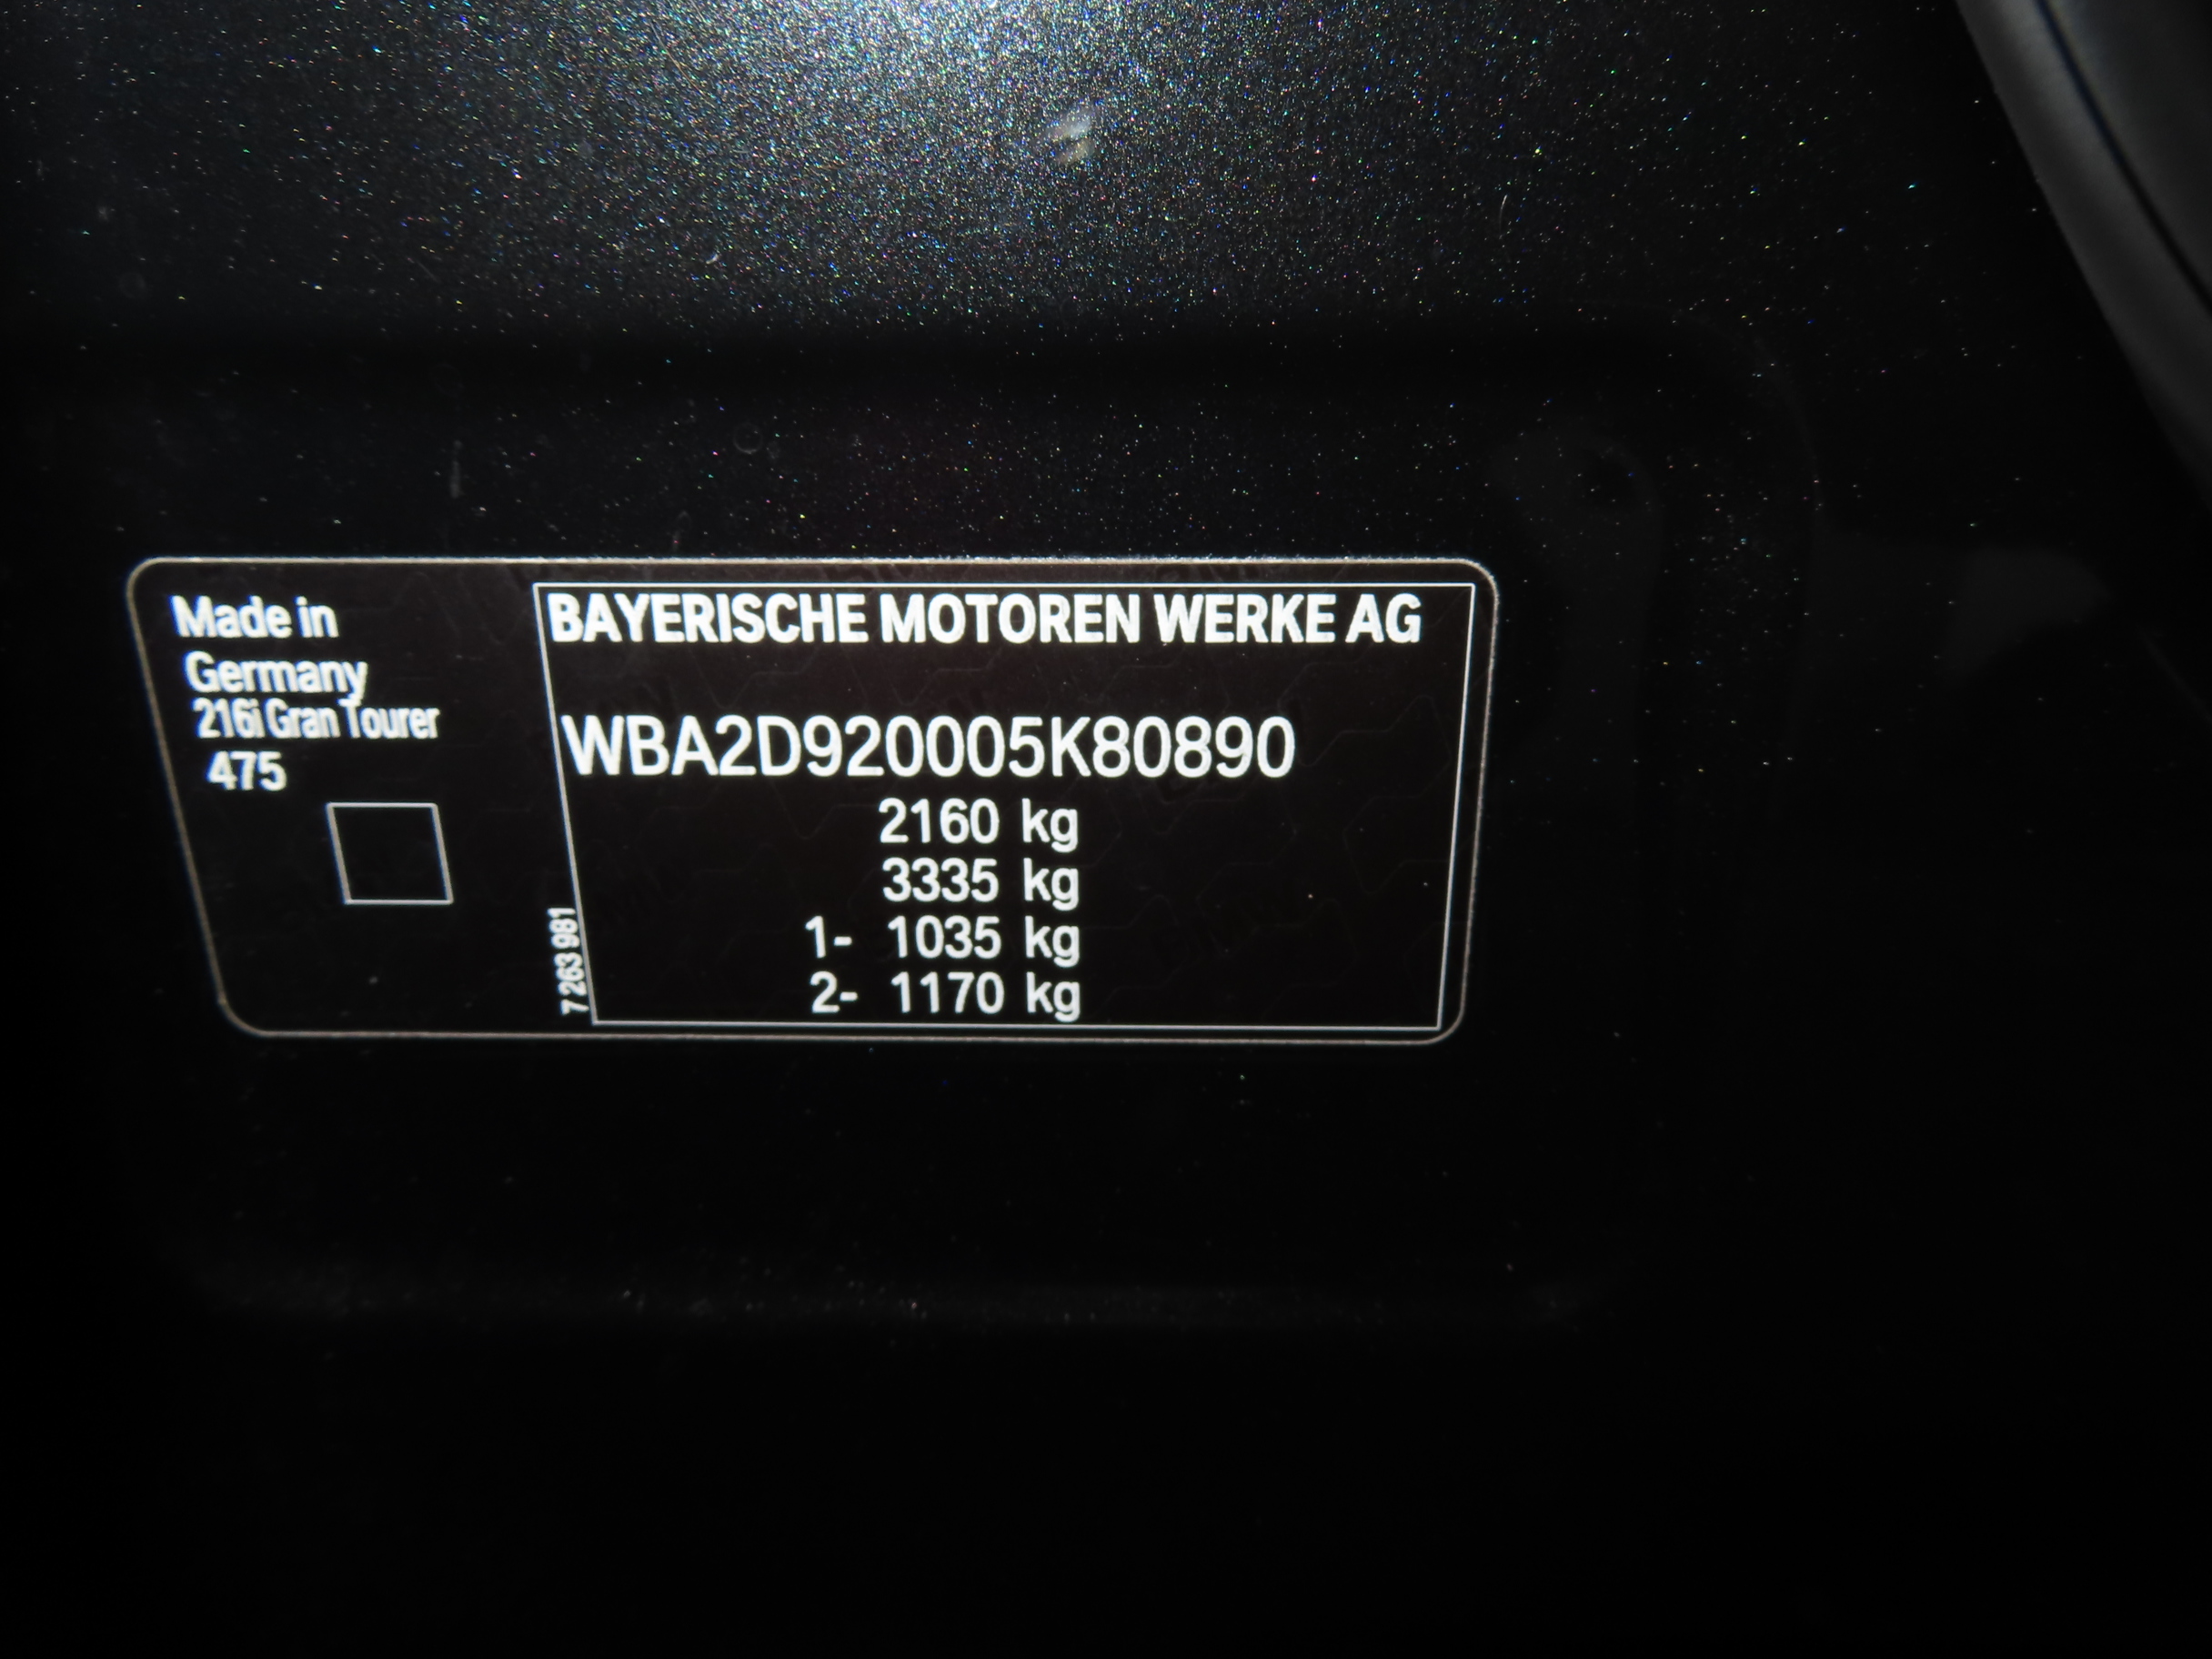 Made in
Germany
216i Gran Tourer
475
7 263 981
BAYERISCHE MOTOREN WERKE AG
WBA2D920005K80890
2160 kg
3335 kg
1- 1035 kg
2- 1170 kg